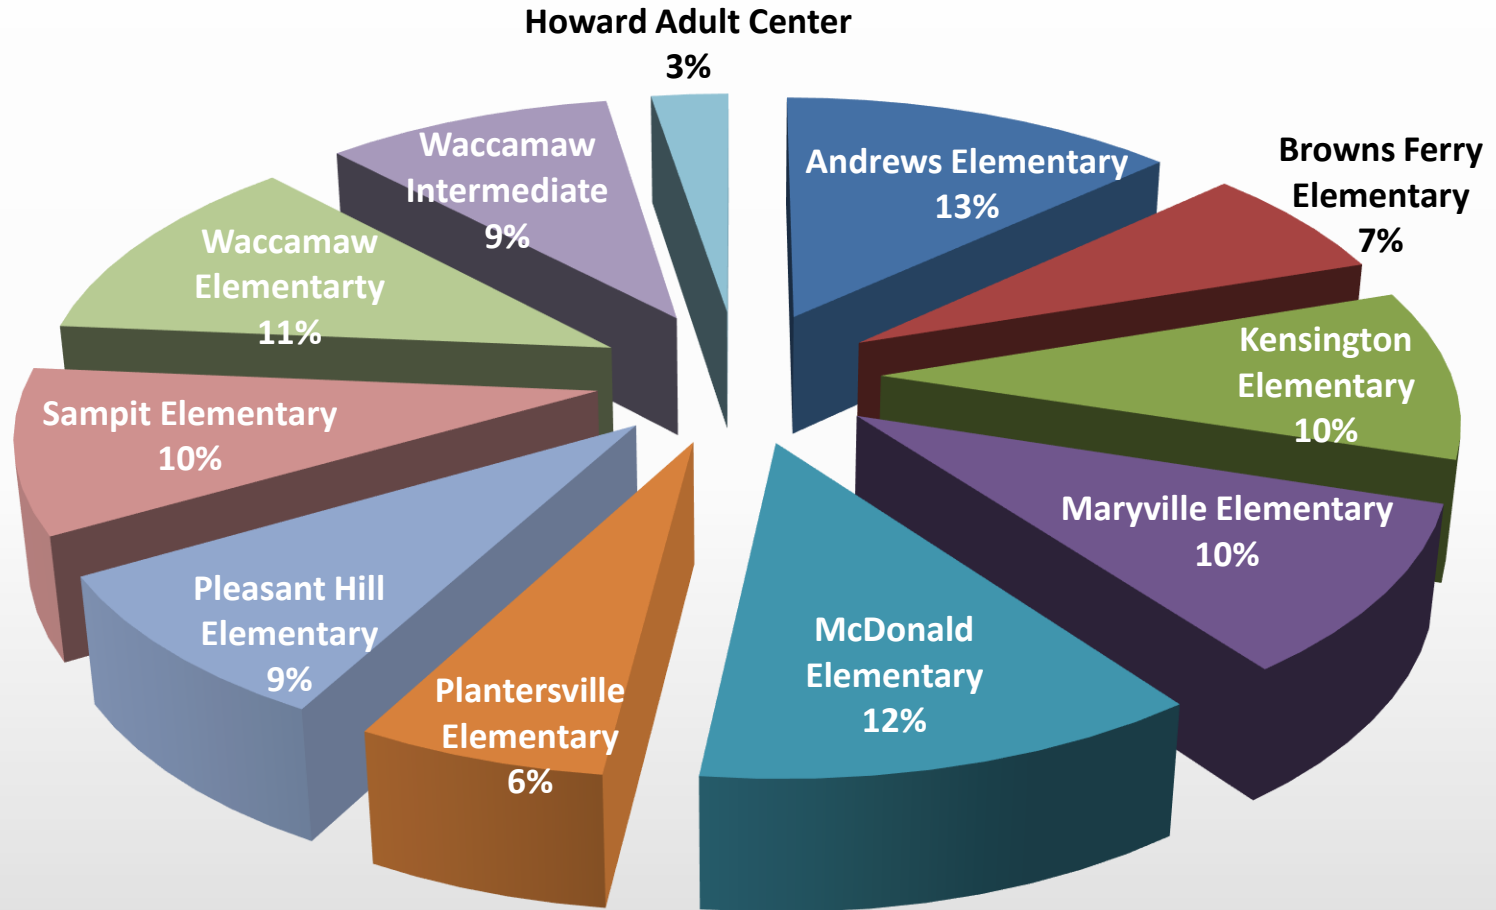 Howard Adult Center
3%
Andrews Elementary
13%
Browns Ferry
Elementary
7%
Kensington
Elementary
10%
Maryville Elementary
10%
McDonald
Elementary
12%
Plantersville
Elementary
6%
Pleasant Hill
Elementary
9%
Sampit Elementary
10%
Waccamaw
Elementarty
11%
Waccamaw
Intermediate
9%